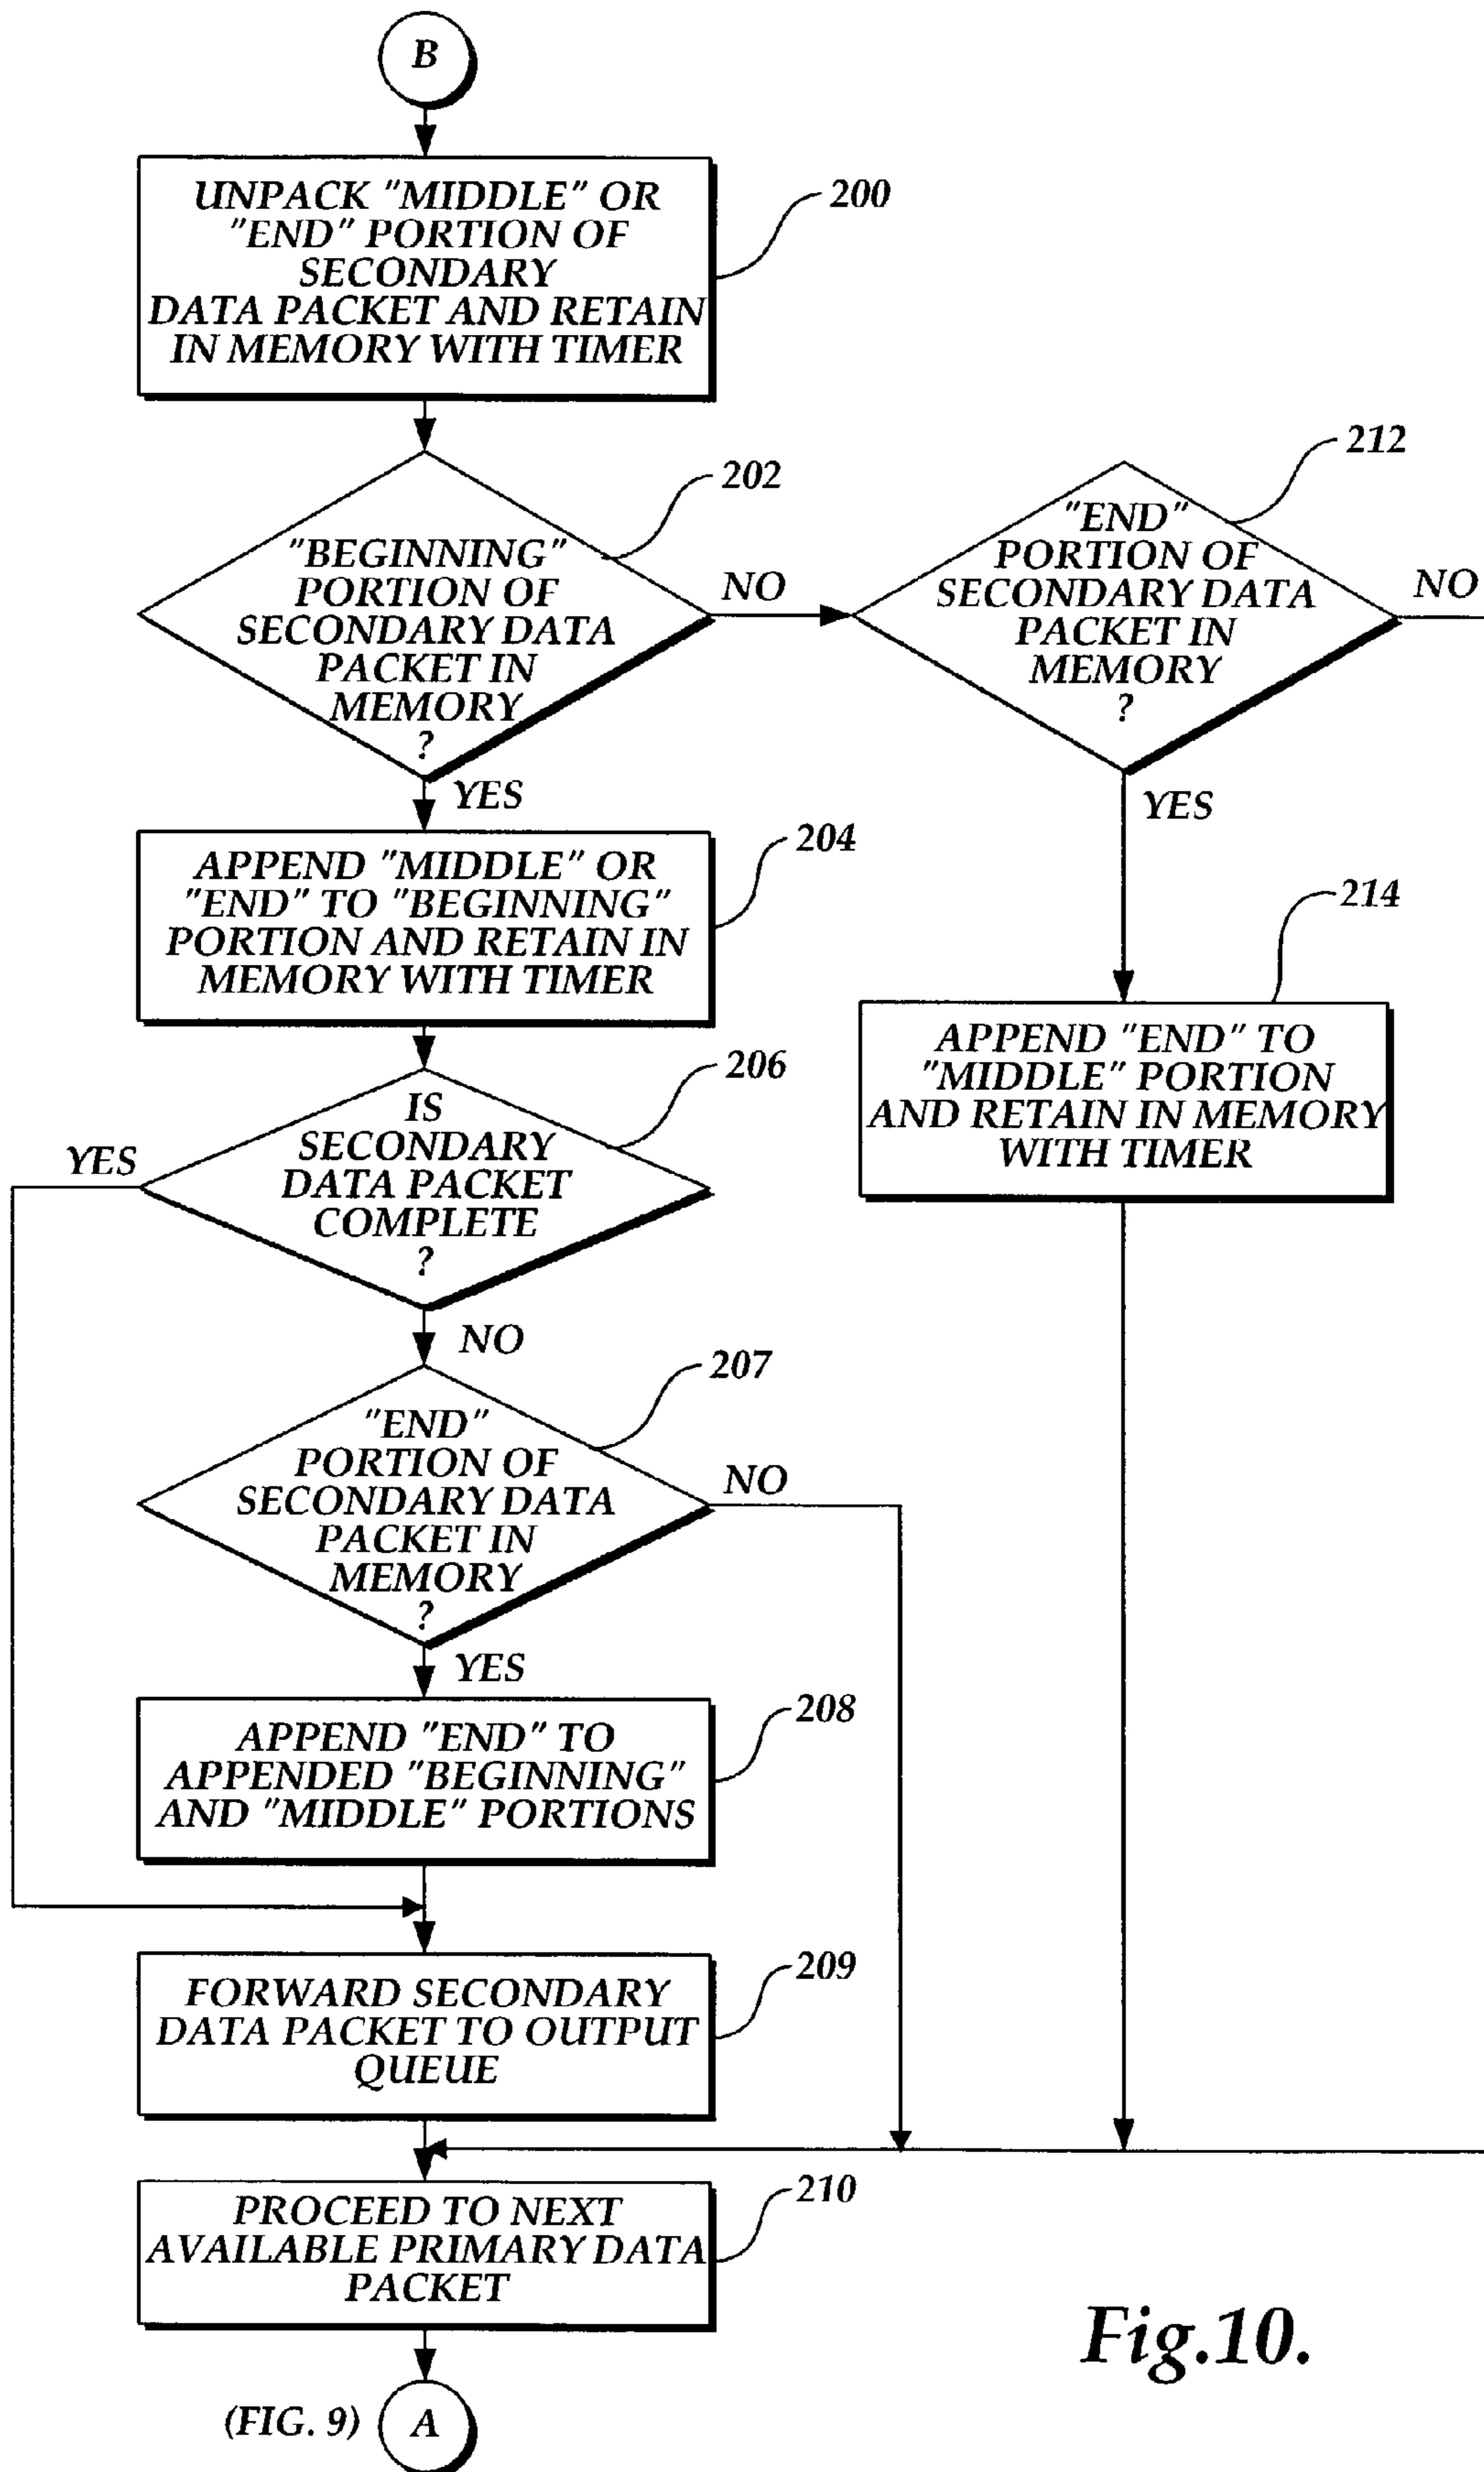 B
UNPACK "MIDDLE" OR
"END" PORTION OF
SECONDARY
DATA PACKET AND RETAIN
IN MEMORY WITH TIMER
200
202
"BEGINNING"
PORTION OF
SECONDARY DATA
PACKET IN
MEMORY
?
NO
YES
212
"END"
PORTION OF
SECONDARY DATA
PACKET IN
MEMORY
?
NO
YES
204
APPEND "MIDDLE" OR
"END" TO "BEGINNING"
PORTION AND RETAIN IN
MEMORY WITH TIMER
214
APPEND "END" TO
"MIDDLE" PORTION
AND RETAIN IN MEMORY
WITH TIMER
206
IS
SECONDARY
DATA PACKET
COMPLETE
?
YES
NO
207
"END"
PORTION OF
SECONDARY DATA
PACKET IN
MEMORY
?
NO
YES
208
APPEND "END" TO
APPENDED "BEGINNING"
AND "MIDDLE" PORTIONS
209
FORWARD SECONDARY
DATA PACKET TO OUTPUT
QUEUE
210
PROCEED TO NEXT
AVAILABLE PRIMARY DATA
PACKET
(FIG. 9) A
Fig.10.